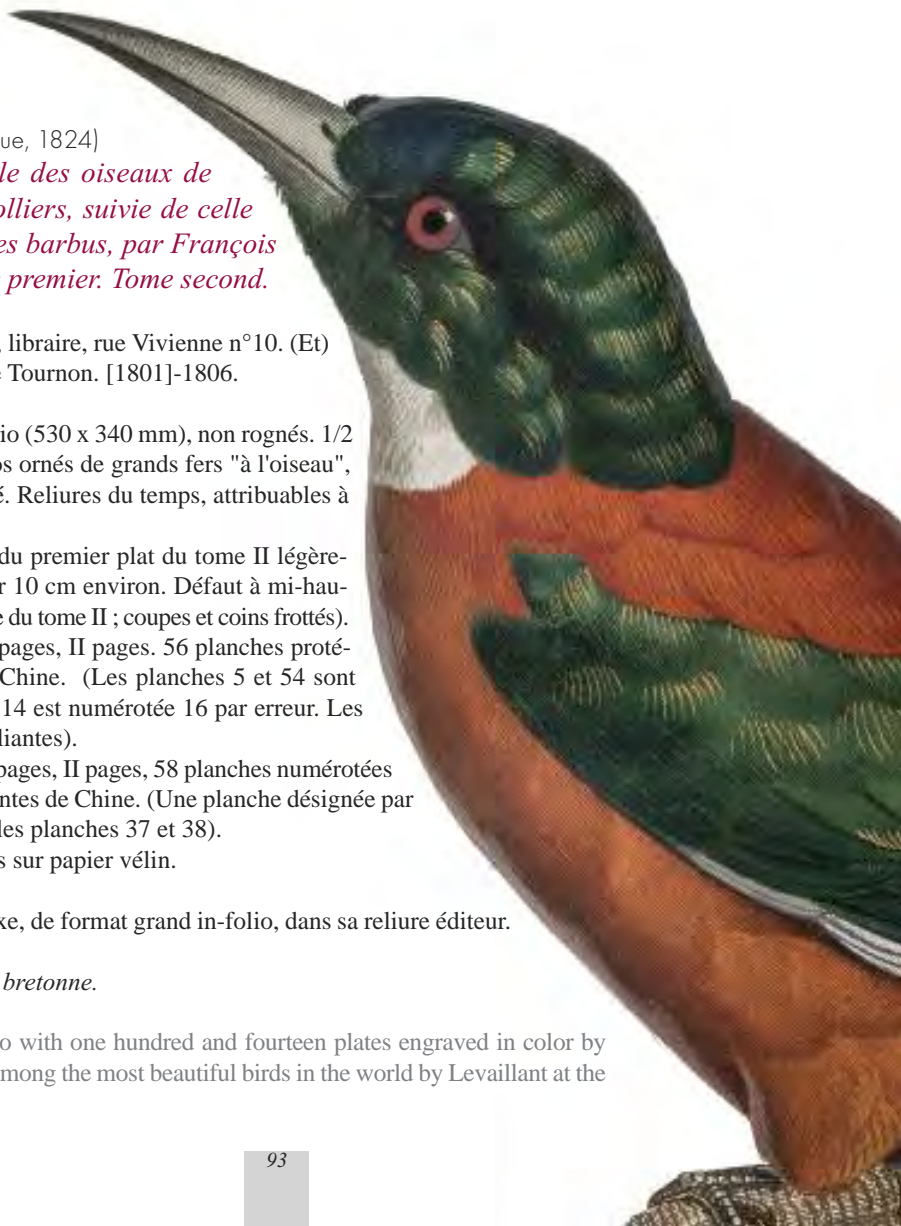 ue, 1824)
le des oiseaux de
olliers, suivie de celle
es barbus, par François
e premier. Tome second.
, libraire, rue Vivienne n°10. (Et)
e Tournon. [1801]-1806.
io (530 x 340 mm), non rognés. 1/2
os ornés de grands fers "à l'oiseau",
é. Reliures du temps, attribuables à
du premier plat du tome II légère-
r 10 cm environ. Défaut à mi-hau-
e du tome II ; coupes et coins frottés).
pages, II pages. 56 planches proté-
Chine. (Les planches 5 et 54 sont
14 est numérotée 16 par erreur. Les
liantes).
pages, II pages, 58 planches numérotées
ntes de Chine. (Une planche désignée par
les planches 37 et 38).
s sur papier vélin.
xe, de format grand in-folio, dans sa reliure éditeur.
bretonne.
o with one hundred and fourteen plates engraved in color by
among the most beautiful birds in the world by Levaillant at the
93